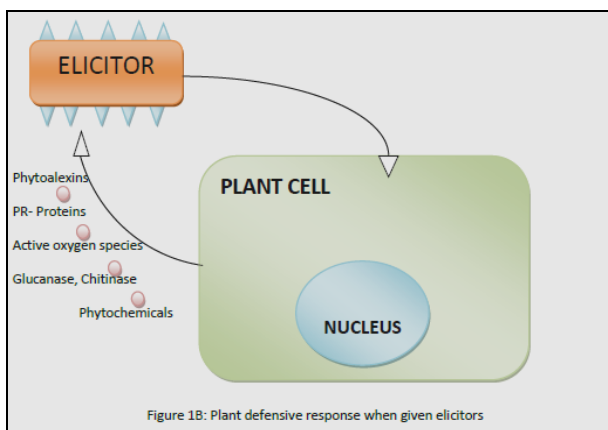 ELICITOR
Phytoalexins
PR- Proteins
Active oxygen species
Glucanase, Chitinase
Phytochemicals
PLANT CELL
NUCLEUS
Figure 1B: Plant defensive response when given elicitors